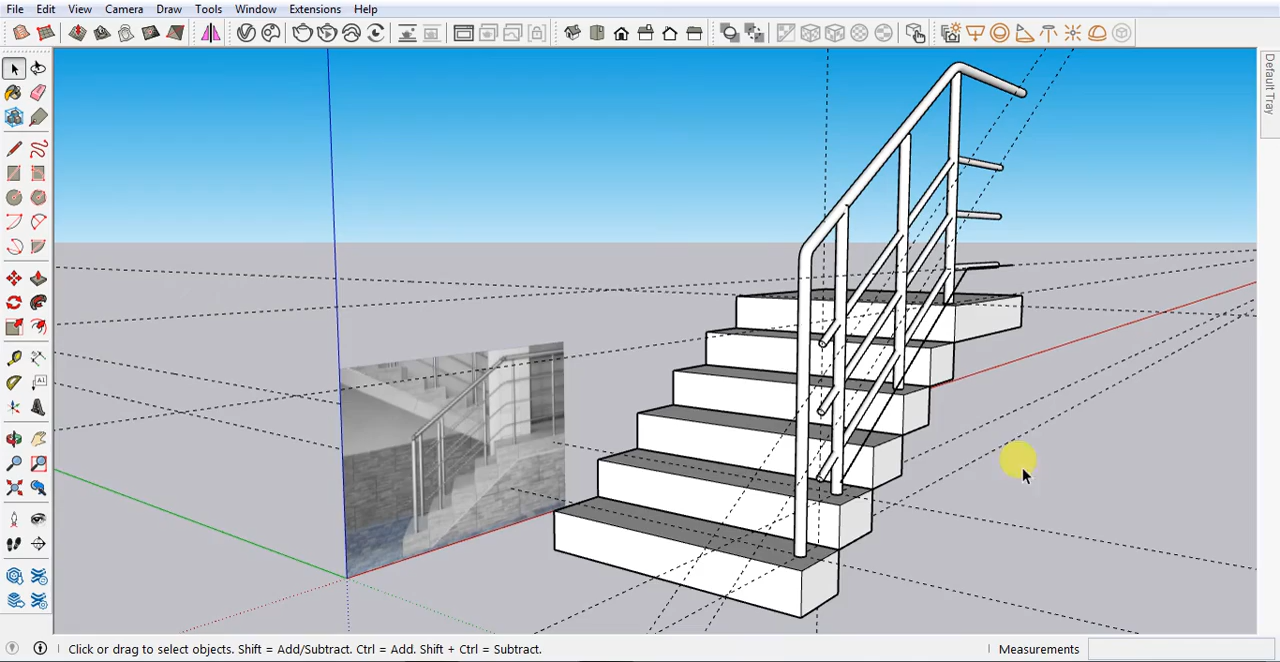 File Edit View Camera Draw Tools Window Extensions Help
Default Tray
A1
Click or drag to select objects. Shift = Add/Subtract. Ctrl = Add. Shift + Ctrl = Subtract.
Measurements